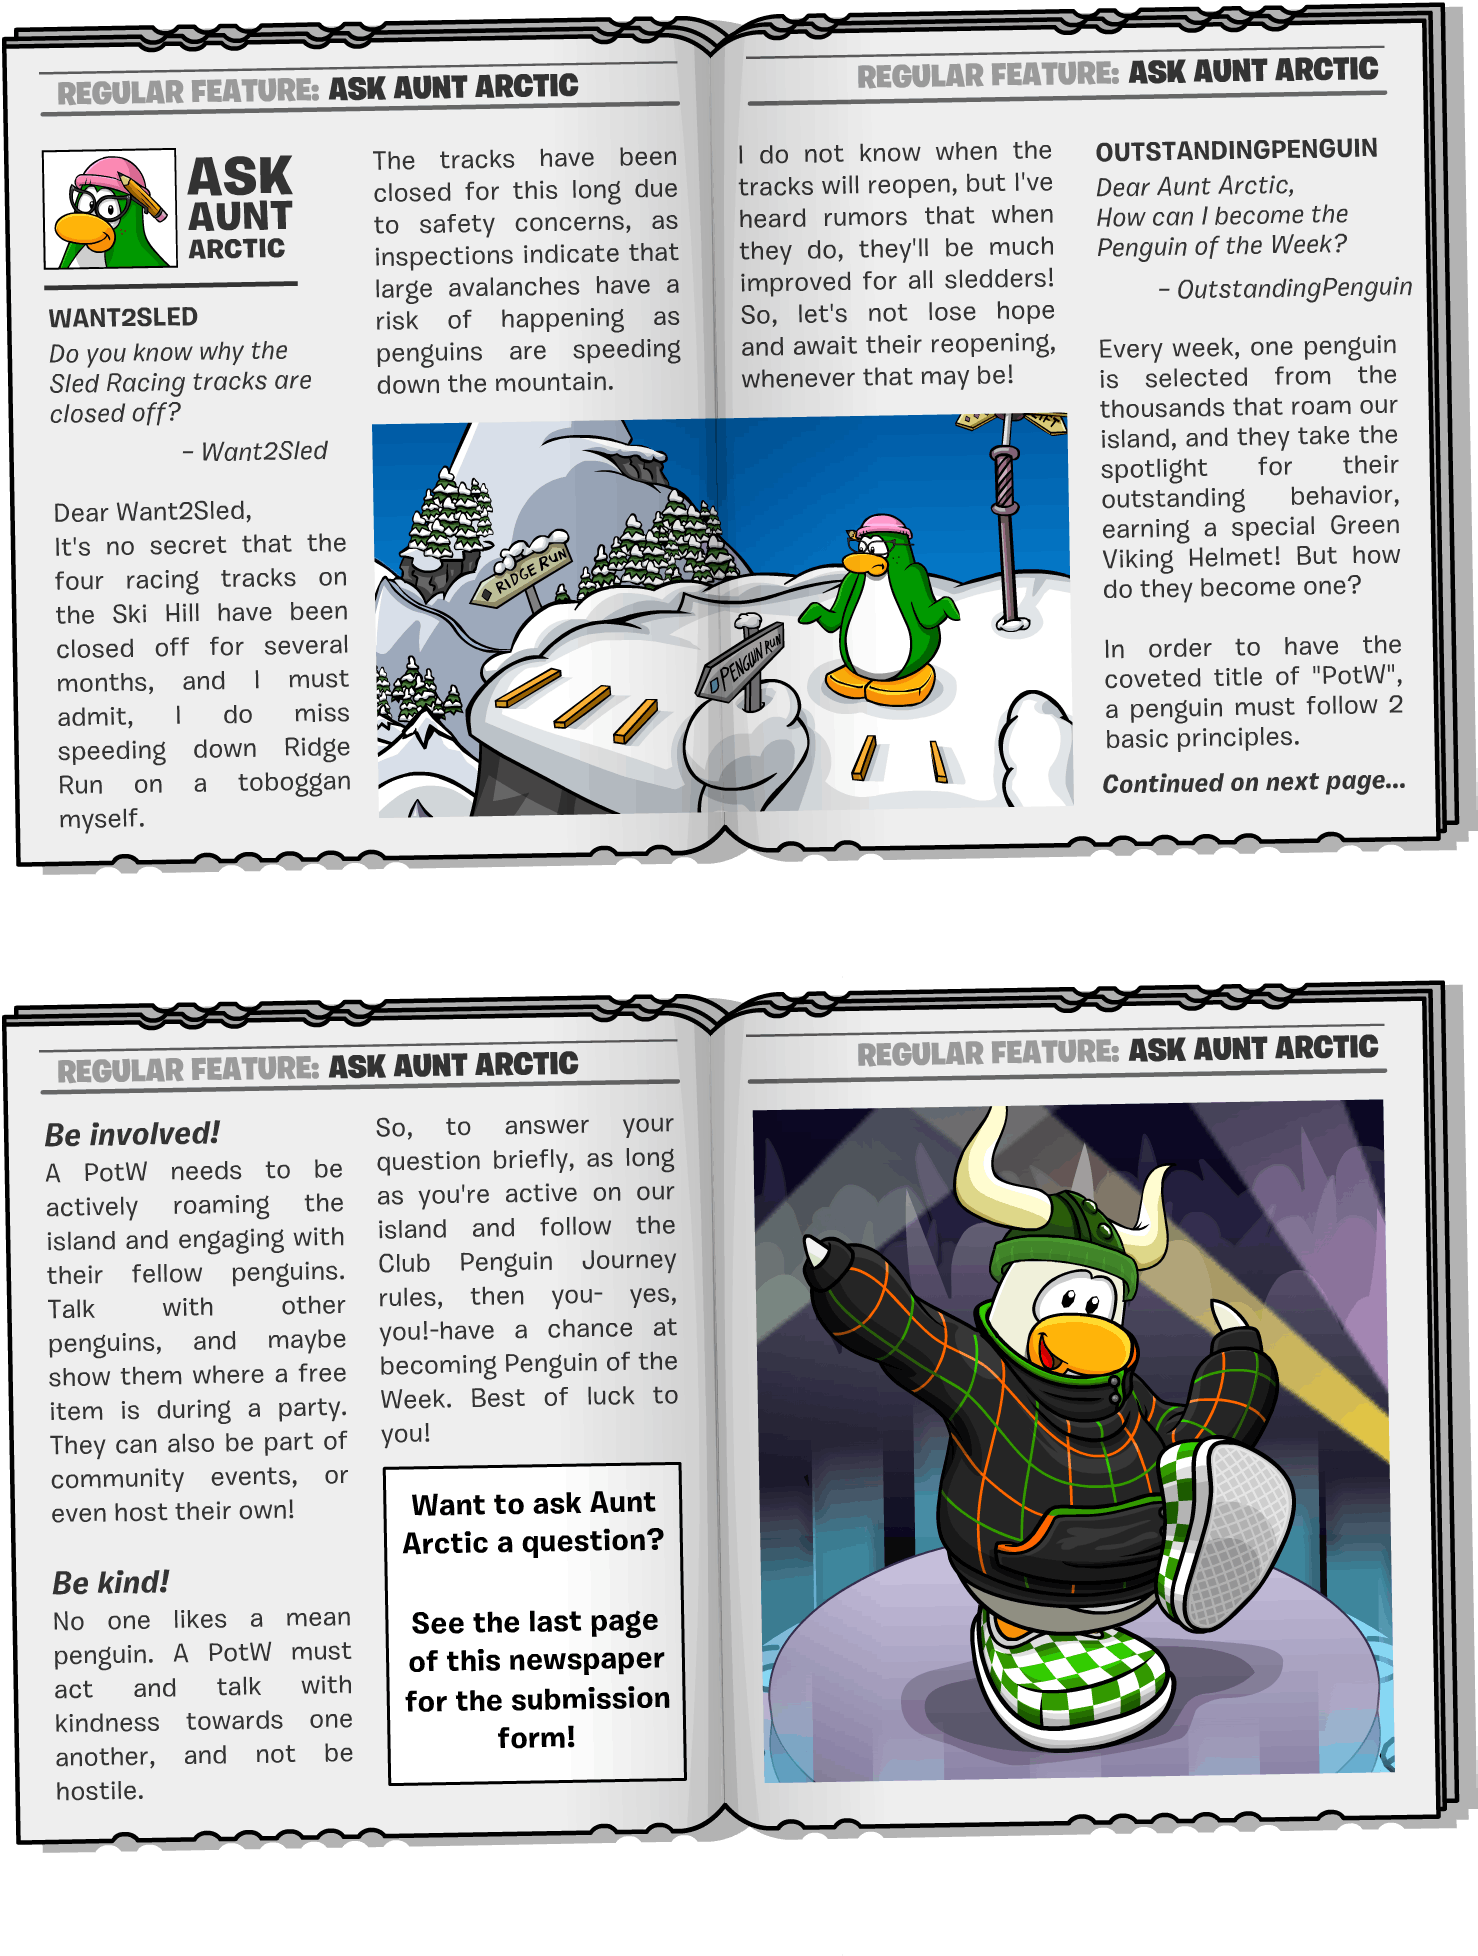 REGULAR FEATURE: ASK AUNT ARCTIC
ASK
AUNT
ARCTIC
WANT2SLED
Do you know why the
Sled Racing tracks are
closed off?
– Want2Sled
Dear Want2Sled,
It's no secret that the
four racing tracks on
the Ski Hill have been
closed off for several
months, and I must
admit, I do miss
speeding down Ridge
Run on a toboggan
myself.
The tracks have been
closed for this long due
to safety concerns, as
inspections indicate that
large avalanches have a
risk of happening as
penguins are speeding
down the mountain.
REGULAR FEATURE: ASK AUNT ARCTIC
I do not know when the
tracks will reopen, but I've
heard rumors that when
they do, they'll be much
improved for all sledders!
So, let's not lose hope
and await their reopening,
whenever that may be!
RIDGE RUN
PENGUIN RUN
OUTSTANDINGPENGUIN
Dear Aunt Arctic,
How can I become the
Penguin of the Week?
– OutstandingPenguin
Every week, one penguin
is selected from the
thousands that roam our
island, and they take the
spotlight for their
outstanding behavior,
earning a special Green
Viking Helmet! But how
do they become one?
In order to have the
coveted title of "PotW",
a penguin must follow 2
basic principles.
Continued on next page...
REGULAR FEATURE: ASK AUNT ARCTIC
Be involved!
A PotW needs to be
actively roaming the
island and engaging with
their fellow penguins.
Talk with other
penguins, and maybe
show them where a free
item is during a party.
They can also be part of
community events, or
even host their own!
Be kind!
No one likes a mean
penguin. A PotW must
act and talk with
kindness towards one
another, and not be
hostile.
So, to answer your
question briefly, as long
as you're active on our
island and follow the
Club Penguin Journey
rules, then you- yes,
you!-have a chance at
becoming Penguin of the
Week. Best of luck to
you!
Want to ask Aunt
Arctic a question?
See the last page
of this newspaper
for the submission
form!
REGULAR FEATURE: ASK AUNT ARCTIC